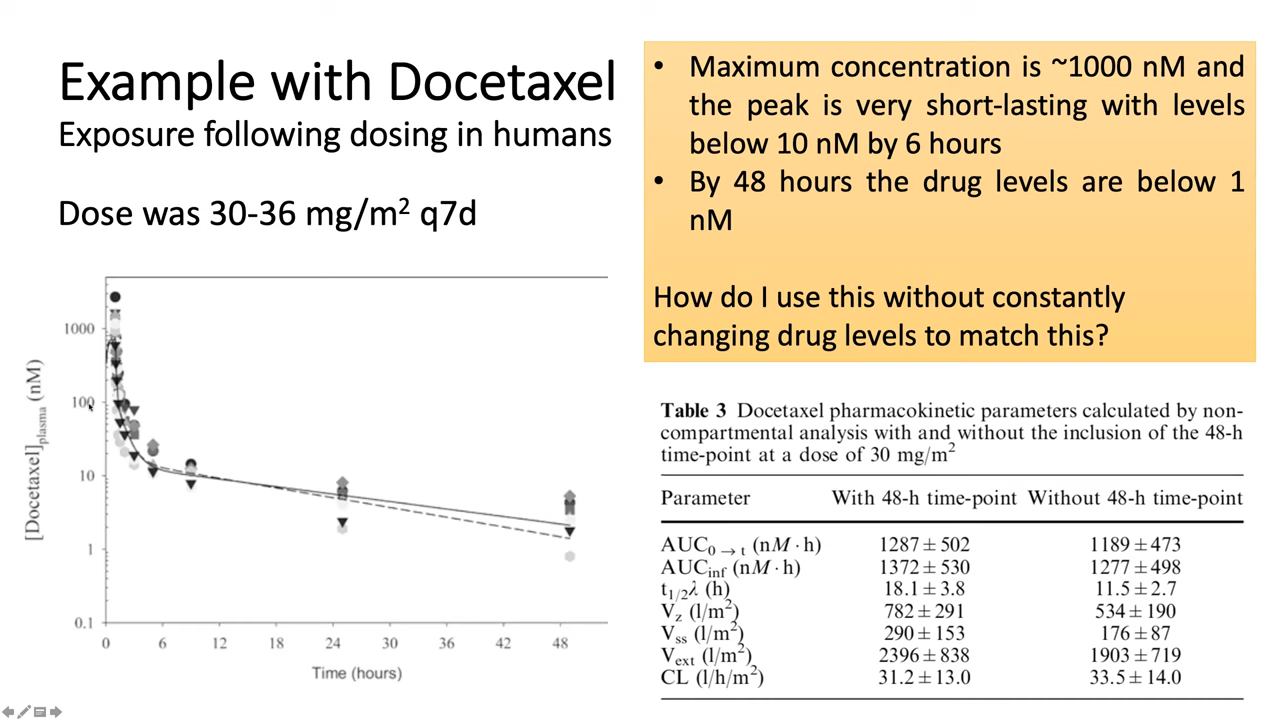 Example with Docetaxel
Exposure following dosing in humans
Dose was 30-36 mg/m² q7d
• Maximum concentration is ~1000 nM and
the peak is very short-lasting with levels
below 10 nM by 6 hours
• By 48 hours the drug levels are below 1
nM
How do I use this without constantly
changing drug levels to match this?
[Docetaxel]plasma (nM)
1000
100
10
1
0.1
0 6 12 18 24 30 36 42 48
Time (hours)
Table 3 Docetaxel pharmacokinetic parameters calculated by non-
compartmental analysis with and without the inclusion of the 48-h
time-point at a dose of 30 mg/m²
Parameter With 48-h time-point Without 48-h time-point
AUC₀→t (nM·h) 1287±502 1189±473
AUCinf (nM·h) 1372±530 1277±498
t1/2λ (h) 18.1±3.8 11.5±2.7
Vz (l/m²) 782±291 534±190
Vss (l/m²) 290±153 176±87
Vext (l/m²) 2396±838 1903±719
CL (l/h/m²) 31.2±13.0 33.5±14.0